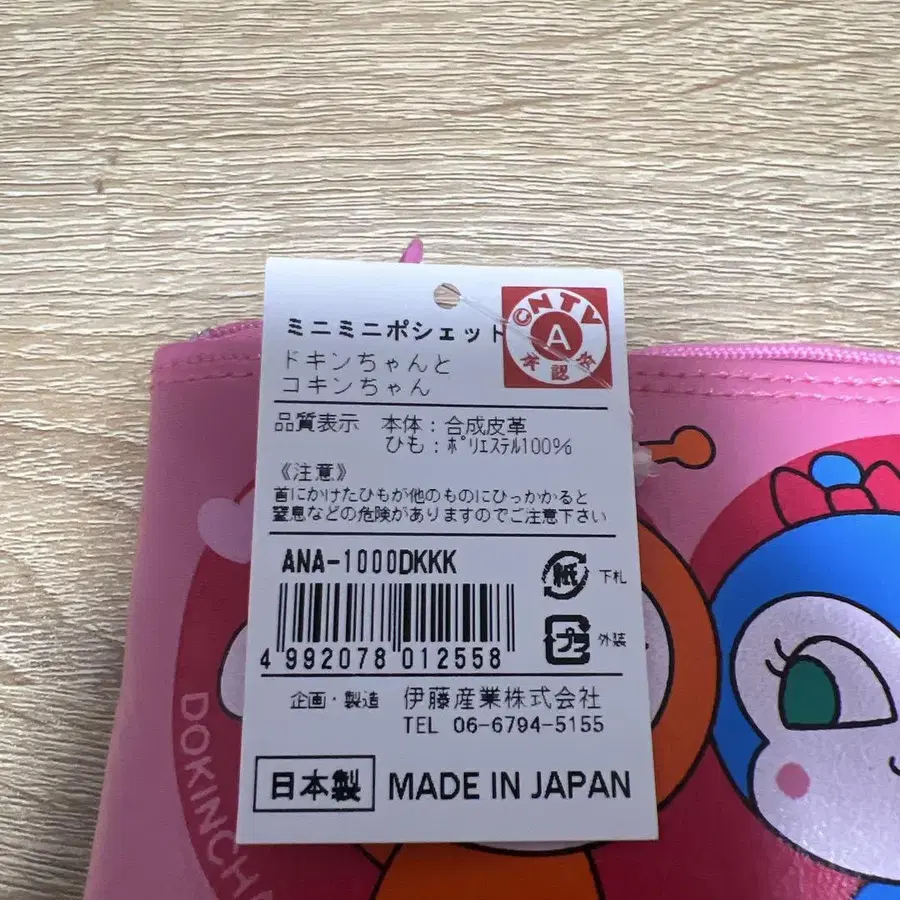 ミニミニポシェット
ドキンちゃんと
コキンちゃん
©NTV
A
承認
品質表示 本体:合成皮革
ひも:ポリエステル100%
《注意》
首にかけたひもが他のものにひっかかると
窒息などの危険がありますのでご注意下さい
ANA-1000DKKK
紙 下札
4 992078 012558
プラ 外装
企画・製造 伊藤産業株式会社
TEL 06-6794-5155
日本製 MADE IN JAPAN